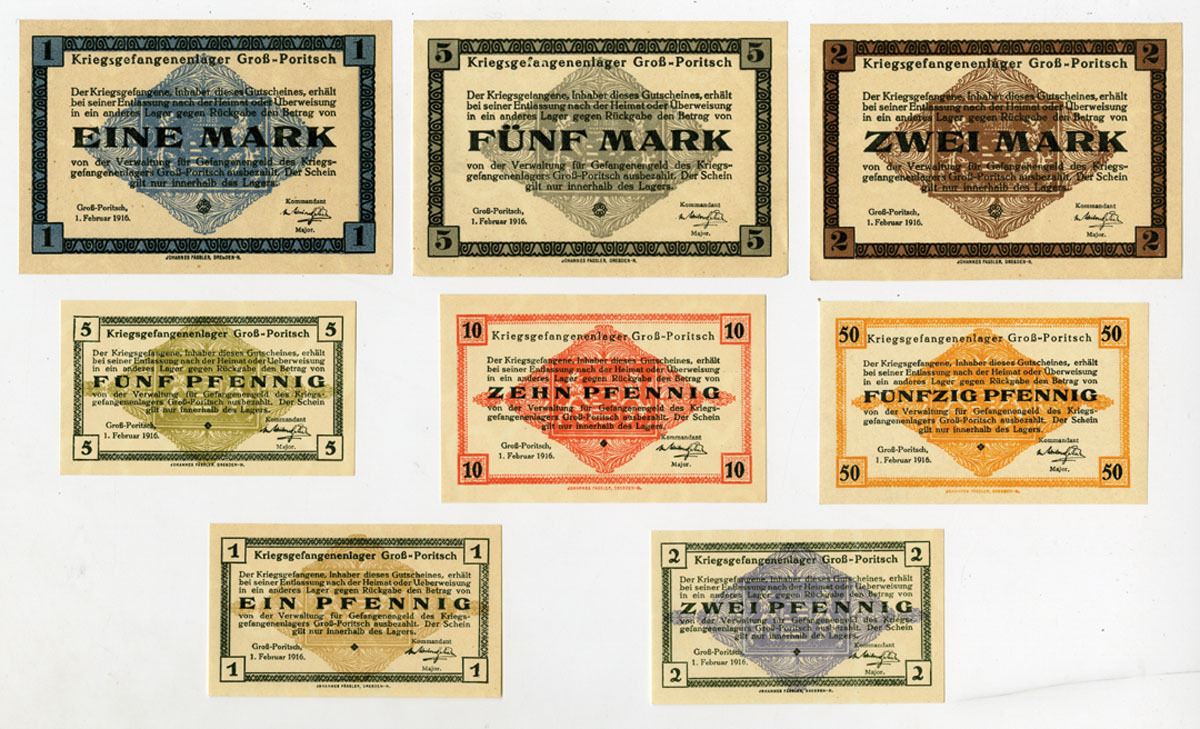 1 1
Kriegsgefangenenlager Groß-Poritsch
Der Kriegsgefangene, Inhaber dieses Gutscheines, erhält
bei seiner Entlassung nach der Heimat oder Überweisung
in ein anderes Lager gegen Rückgabe den Betrag von
EINE MARK
von der Verwaltung für Gefangenengeld des Kriegs-
gefangenenlagers Groß-Poritsch ausbezahlt. Der Schein
gilt nur innerhalb des Lagers.
Groß-Poritsch,
1. Februar 1916.
Kommandant
Major.
1 1
JOHANNES PÄSSLER, DRESDEN-N.
5 5
Kriegsgefangenenlager Groß-Poritsch
Der Kriegsgefangene, Inhaber dieses Gutscheines, erhält
bei seiner Entlassung nach der Heimat oder Überweisung
in ein anderes Lager gegen Rückgabe den Betrag von
FÜNF MARK
von der Verwaltung für Gefangenengeld des Kriegs-
gefangenenlagers Groß-Poritsch ausbezahlt. Der Schein
gilt nur innerhalb des Lagers.
Groß-Poritsch,
1. Februar 1916.
Kommandant
Major.
5 5
JOHANNES PÄSSLER, DRESDEN-N.
2 2
Kriegsgefangenenlager Groß-Poritsch
Der Kriegsgefangene, Inhaber dieses Gutscheines, erhält
bei seiner Entlassung nach der Heimat oder Überweisung
in ein anderes Lager gegen Rückgabe den Betrag von
ZWEI MARK
von der Verwaltung für Gefangenengeld des Kriegs-
gefangenenlagers Groß-Poritsch ausbezahlt. Der Schein
gilt nur innerhalb des Lagers.
Groß-Poritsch,
1. Februar 1916.
Kommandant
Major.
2 2
JOHANNES PÄSSLER, DRESDEN-N.
5 5
Kriegsgefangenenlager Groß-Poritsch
Der Kriegsgefangene, Inhaber dieses Gutscheines, erhält
bei seiner Entlassung nach der Heimat oder Ueberweisung
in ein anderes Lager gegen Rückgabe den Betrag von
FÜNF PFENNIG
von der Verwaltung für Gefangenengeld des Kriegs-
gefangenenlagers Groß-Poritsch ausbezahlt. Der Schein
gilt nur innerhalb des Lagers.
Groß-Poritsch,
1. Februar 1916.
Kommandant
Major.
5 5
JOHANNES PÄSSLER, DRESDEN-N.
10 10
Kriegsgefangenenlager Groß-Poritsch
Der Kriegsgefangene, Inhaber dieses Gutscheines, erhält
bei seiner Entlassung nach der Heimat oder Ueberweisung
in ein anderes Lager gegen Rückgabe den Betrag von
ZEHN PFENNIG
von der Verwaltung für Gefangenengeld des Kriegs-
gefangenenlagers Groß-Poritsch ausbezahlt. Der Schein
gilt nur innerhalb des Lagers.
Groß-Poritsch,
1. Februar 1916.
Kommandant
Major.
10 10
JOHANNES PÄSSLER, DRESDEN-N.
50 50
Kriegsgefangenenlager Groß-Poritsch
Der Kriegsgefangene, Inhaber dieses Gutscheines, erhält
bei seiner Entlassung nach der Heimat oder Ueberweisung
in ein anderes Lager gegen Rückgabe den Betrag von
FÜNFZIG PFENNIG
von der Verwaltung für Gefangenengeld des Kriegs-
gefangenenlagers Groß-Poritsch ausbezahlt. Der Schein
gilt nur innerhalb des Lagers.
Groß-Poritsch,
1. Februar 1916.
Kommandant
Major.
50 50
JOHANNES PÄSSLER, DRESDEN-N.
1 1
Kriegsgefangenenlager Groß-Poritsch
Der Kriegsgefangene, Inhaber dieses Gutscheines, erhält
bei seiner Entlassung nach der Heimat oder Ueberweisung
in ein anderes Lager gegen Rückgabe den Betrag von
EIN PFENNIG
von der Verwaltung für Gefangenengeld des Kriegs-
gefangenenlagers Groß-Poritsch ausbezahlt. Der Schein
gilt nur innerhalb des Lagers.
Groß-Poritsch,
1. Februar 1916.
Kommandant
Major.
1 1
JOHANNES PÄSSLER, DRESDEN-N.
2 2
Kriegsgefangenenlager Groß-Poritsch
Der Kriegsgefangene, Inhaber dieses Gutscheines, erhält
bei seiner Entlassung nach der Heimat oder Ueberweisung
in ein anderes Lager gegen Rückgabe den Betrag von
ZWEI PFENNIG
von der Verwaltung für Gefangenengeld des Kriegs-
gefangenenlagers Groß-Poritsch ausbezahlt. Der Schein
gilt nur innerhalb des Lagers.
Groß-Poritsch,
1. Februar 1916.
Kommandant
Major.
2 2
JOHANNES PÄSSLER, DRESDEN-N.